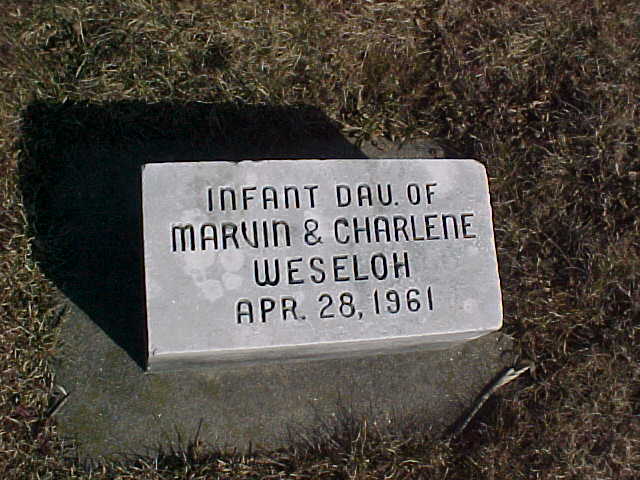 INFANT DAU. OF
MARVIN & CHARLENE
WESELOH
APR. 28, 1961